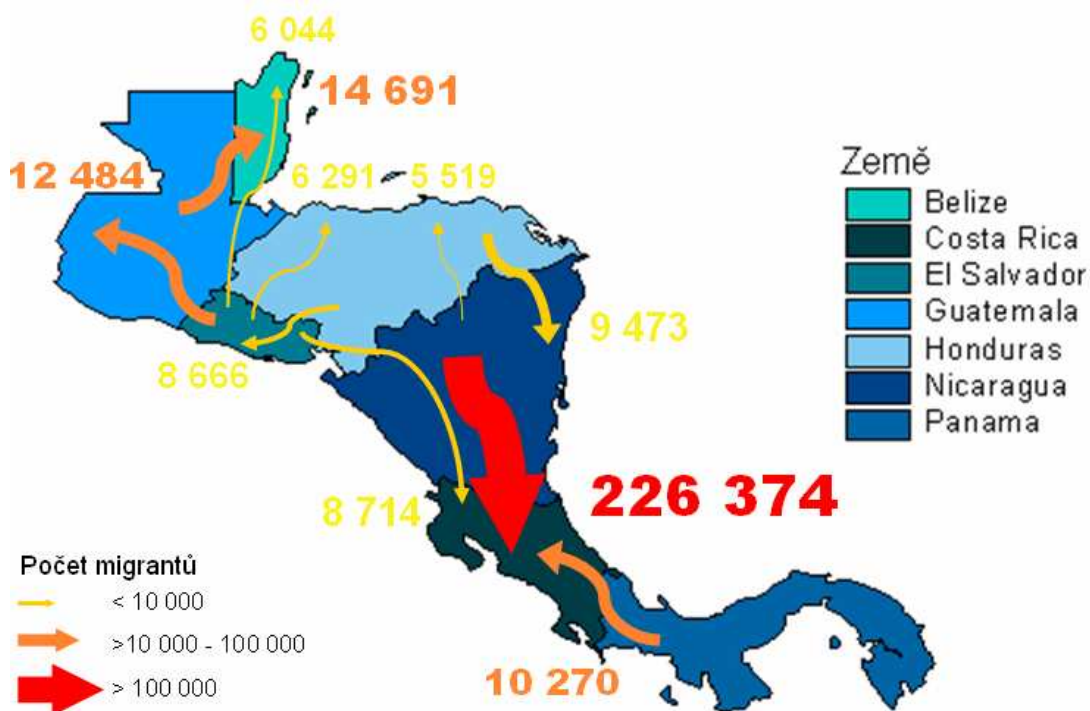 6 044
14 691
12 484
6 291
5 519
9 473
8 666
8 714
226 374
10 270
Země
Belize
Costa Rica
El Salvador
Guatemala
Honduras
Nicaragua
Panama
Počet migrantů
< 10 000
>10 000 - 100 000
> 100 000